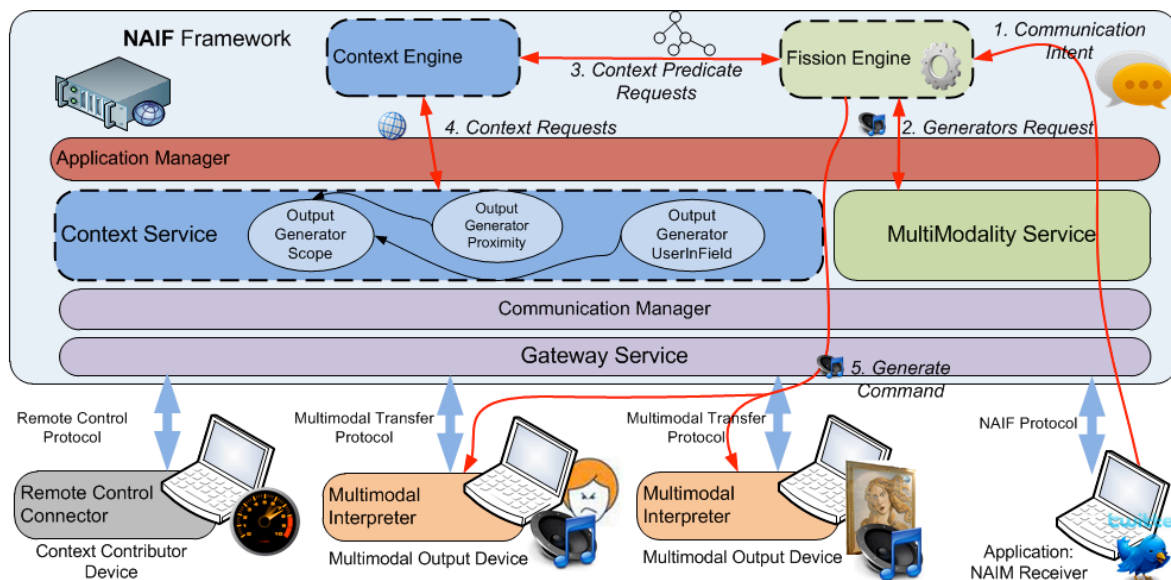 NAIF Framework
Context Engine
Fission Engine
1. Communication
Intent
3. Context Predicate
Requests
4. Context Requests
2. Generators Request
Application Manager
Context Service
Output
Generator
Scope
Output
Generator
Proximity
Output
Generator
UserInField
MultiModality Service
Communication Manager
Gateway Service
5. Generate
Command
Remote Control
Protocol
Multimodal Transfer
Protocol
Multimodal Transfer
Protocol
NAIF Protocol
Remote Control
Connector
Context Contributor
Device
Multimodal
Interpreter
Multimodal Output Device
Multimodal
Interpreter
Multimodal Output Device
twitte
Application:
NAIM Receiver